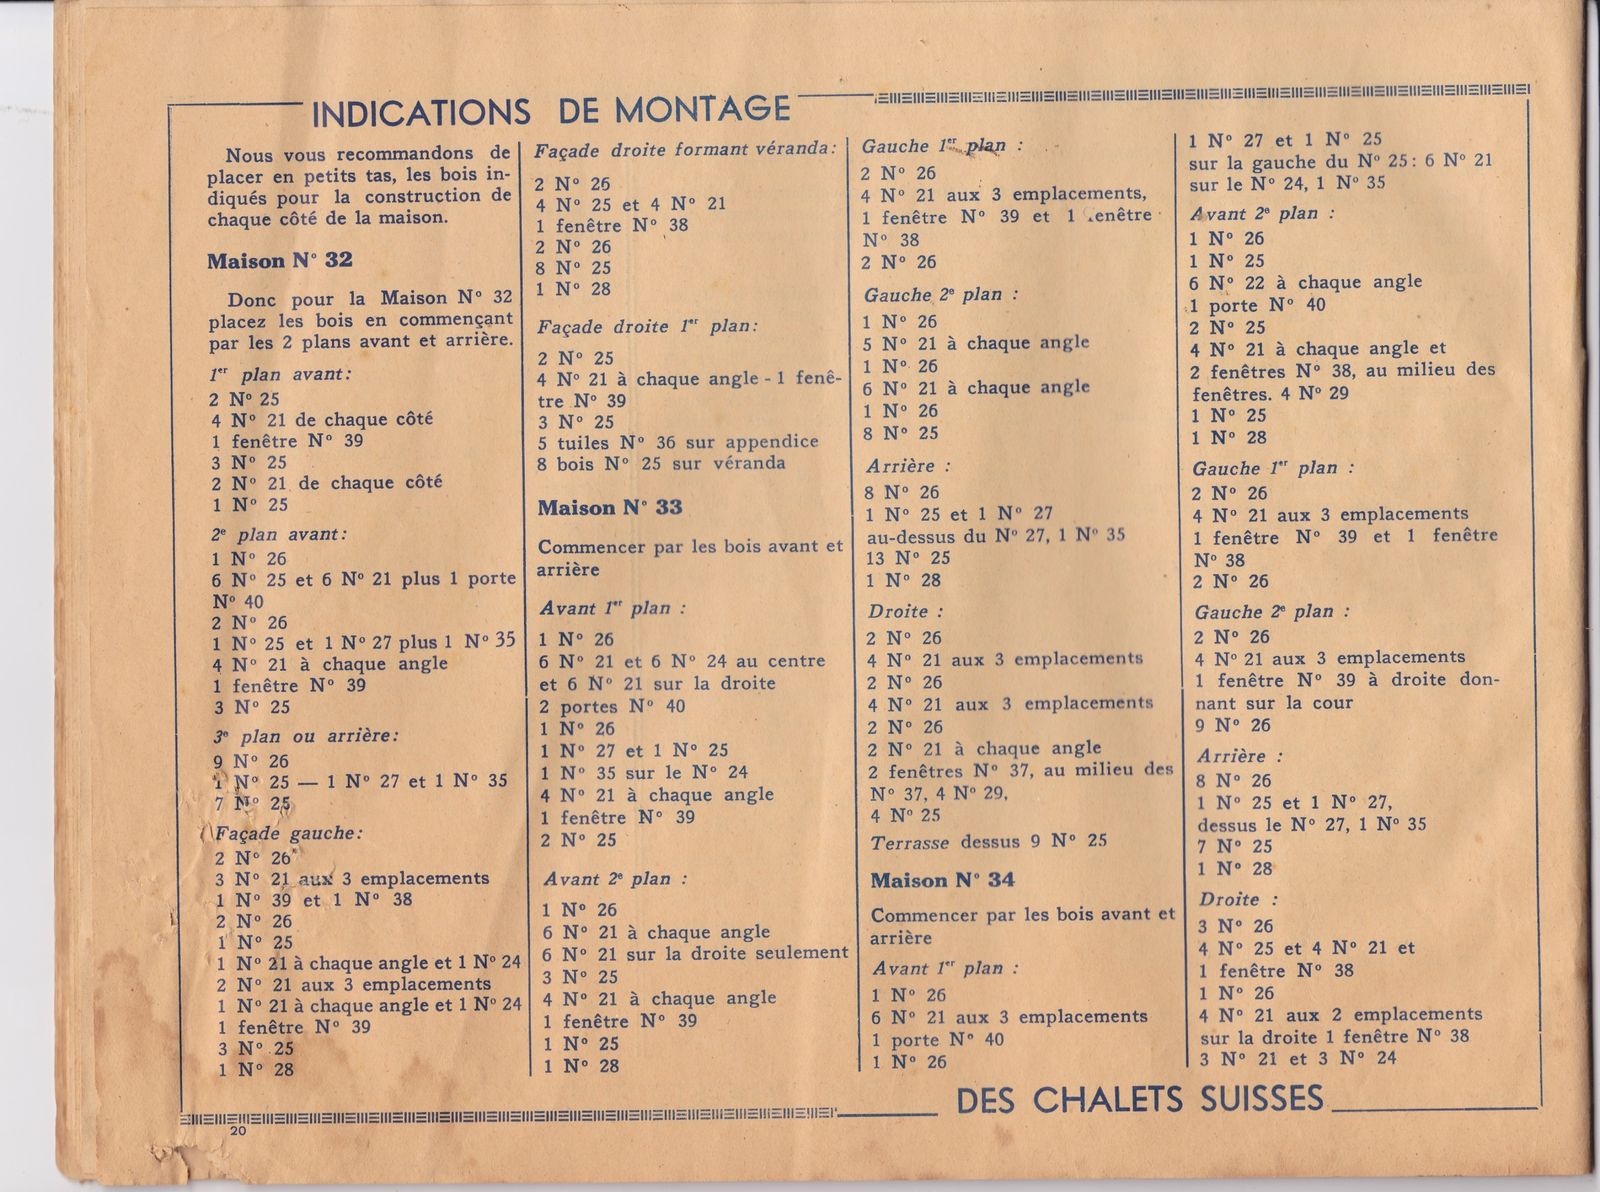 INDICATIONS DE MONTAGE
Nous vous recommandons de
placer en petits tas, les bois in-
diqués pour la construction de
chaque côté de la maison.
Maison N° 32
Donc pour la Maison N° 32
placez les bois en commençant
par les 2 plans avant et arrière.
1er plan avant:
2 N° 25
4 N° 21 de chaque côté
1 fenêtre N° 39
3 N° 25
2 N° 21 de chaque côté
1 N° 25
2e plan avant:
1 N° 26
6 N° 25 et 6 N° 21 plus 1 porte
N° 40
2 N° 26
1 N° 25 et 1 N° 27 plus 1 N° 35
4 N° 21 à chaque angle
1 fenêtre N° 39
3 N° 25
3e plan ou arrière:
9 N° 26
1 N° 25 — 1 N° 27 et 1 N° 35
7 N° 25
Façade gauche:
2 N° 26
3 N° 21 aux 3 emplacements
1 N° 39 et 1 N° 38
2 N° 26
1 N° 25
1 N° 21 à chaque angle et 1 N° 24
2 N° 21 aux 3 emplacements
1 N° 21 à chaque angle et 1 N° 24
1 fenêtre N° 39
3 N° 25
1 N° 28
Façade droite formant véranda:
2 N° 26
4 N° 25 et 4 N° 21
1 fenêtre N° 38
2 N° 26
8 N° 25
1 N° 28
Façade droite 1er plan:
2 N° 25
4 N° 21 à chaque angle - 1 fenê-
tre N° 39
3 N° 25
5 tuiles N° 36 sur appendice
8 bois N° 25 sur véranda
Maison N° 33
Commencer par les bois avant et
arrière
Avant 1er plan :
1 N° 26
6 N° 21 et 6 N° 24 au centre
et 6 N° 21 sur la droite
2 portes N° 40
1 N° 26
1 N° 27 et 1 N° 25
1 N° 35 sur le N° 24
4 N° 21 à chaque angle
1 fenêtre N° 39
2 N° 25
Avant 2e plan :
1 N° 26
6 N° 21 à chaque angle
6 N° 21 sur la droite seulement
3 N° 25
4 N° 21 à chaque angle
1 fenêtre N° 39
1 N° 25
1 N° 28
Gauche 1er plan :
2 N° 26
4 N° 21 aux 3 emplacements,
1 fenêtre N° 39 et 1 fenêtre
N° 38
2 N° 26
Gauche 2e plan :
1 N° 26
5 N° 21 à chaque angle
1 N° 26
6 N° 21 à chaque angle
1 N° 26
8 N° 25
Arrière :
8 N° 26
1 N° 25 et 1 N° 27
au-dessus du N° 27, 1 N° 35
13 N° 25
1 N° 28
Droite :
2 N° 26
4 N° 21 aux 3 emplacements
2 N° 26
4 N° 21 aux 3 emplacements
2 N° 26
2 N° 21 à chaque angle
2 fenêtres N° 37, au milieu des
N° 37, 4 N° 29,
4 N° 25
Terrasse dessus 9 N° 25
Maison N° 34
Commencer par les bois avant et
arrière
Avant 1er plan :
1 N° 26
6 N° 21 aux 3 emplacements
1 porte N° 40
1 N° 26
1 N° 27 et 1 N° 25
sur la gauche du N° 25: 6 N° 21
sur le N° 24, 1 N° 35
Avant 2e plan :
1 N° 26
1 N° 25
6 N° 22 à chaque angle
1 porte N° 40
2 N° 25
4 N° 21 à chaque angle et
2 fenêtres N° 38, au milieu des
fenêtres. 4 N° 29
1 N° 25
1 N° 28
Gauche 1er plan :
2 N° 26
4 N° 21 aux 3 emplacements
1 fenêtre N° 39 et 1 fenêtre
N° 38
2 N° 26
Gauche 2e plan :
2 N° 26
4 N° 21 aux 3 emplacements
1 fenêtre N° 39 à droite don-
nant sur la cour
9 N° 26
Arrière :
8 N° 26
1 N° 25 et 1 N° 27,
dessus le N° 27, 1 N° 35
7 N° 25
1 N° 28
Droite :
3 N° 26
4 N° 25 et 4 N° 21 et
1 fenêtre N° 38
1 N° 26
4 N° 21 aux 2 emplacements
sur la droite 1 fenêtre N° 38
3 N° 21 et 3 N° 24
DES CHALETS SUISSES
20